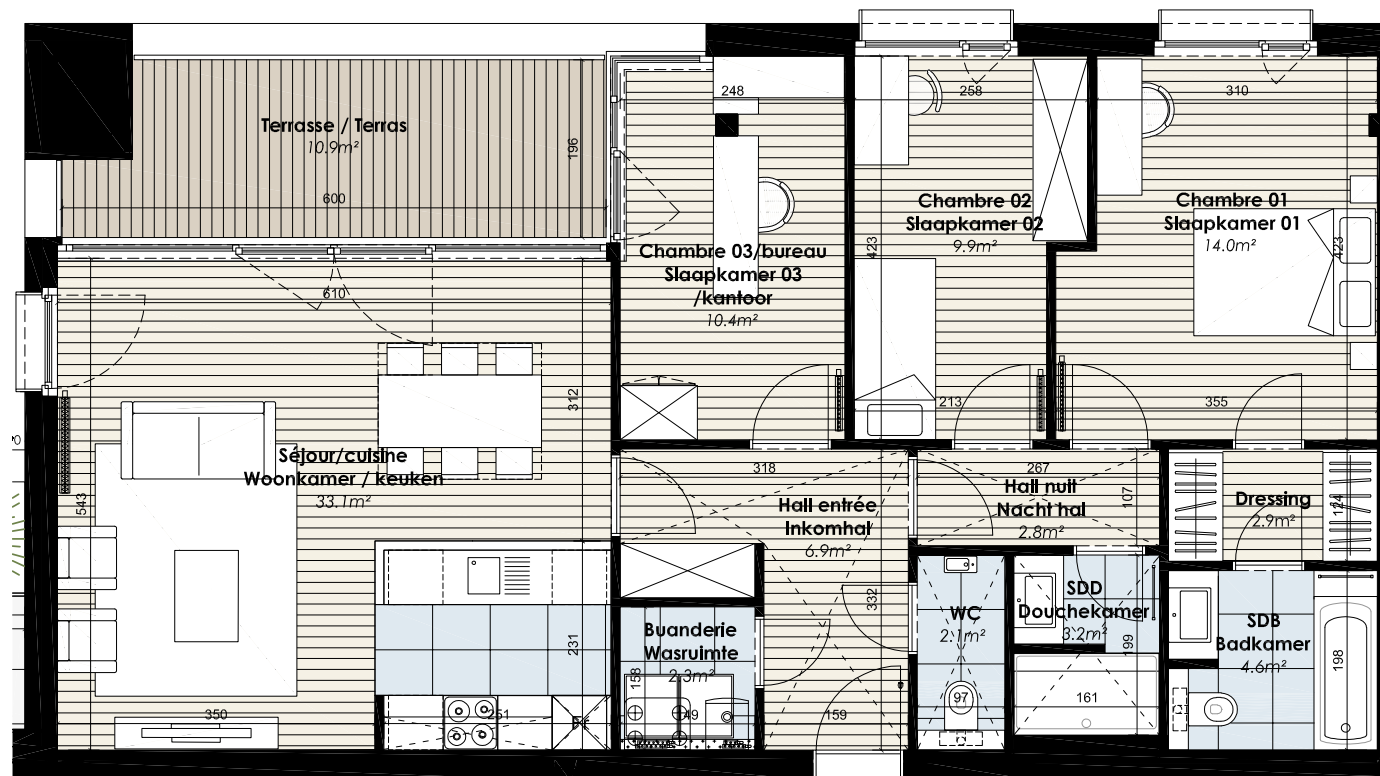 248
258
310
Terrasse / Terras
10.9m²
196
600
Chambre 02
Slaapkamer 02
9.9m²
Chambre 01
Slaapkamer 01
14.0m²
423
423
Chambre 03/bureau
Slaapkamer 03
/kantoor
10.4m²
610
312
213
355
Séjour/cuisine
Woonkamer / keuken
33.1m²
543
318
267
Hall entrée
Inkomhal
6.9m²
Hall nuit
Nacht hal
2.8m²
107
Dressing
2.9m²
124
332
231
Buanderie
Wasruimte
2.3m²
158
WC
2.1m²
SDD
Douchekamer
3.2m²
199
SDB
Badkamer
4.6m²
198
350
251
159
97
161